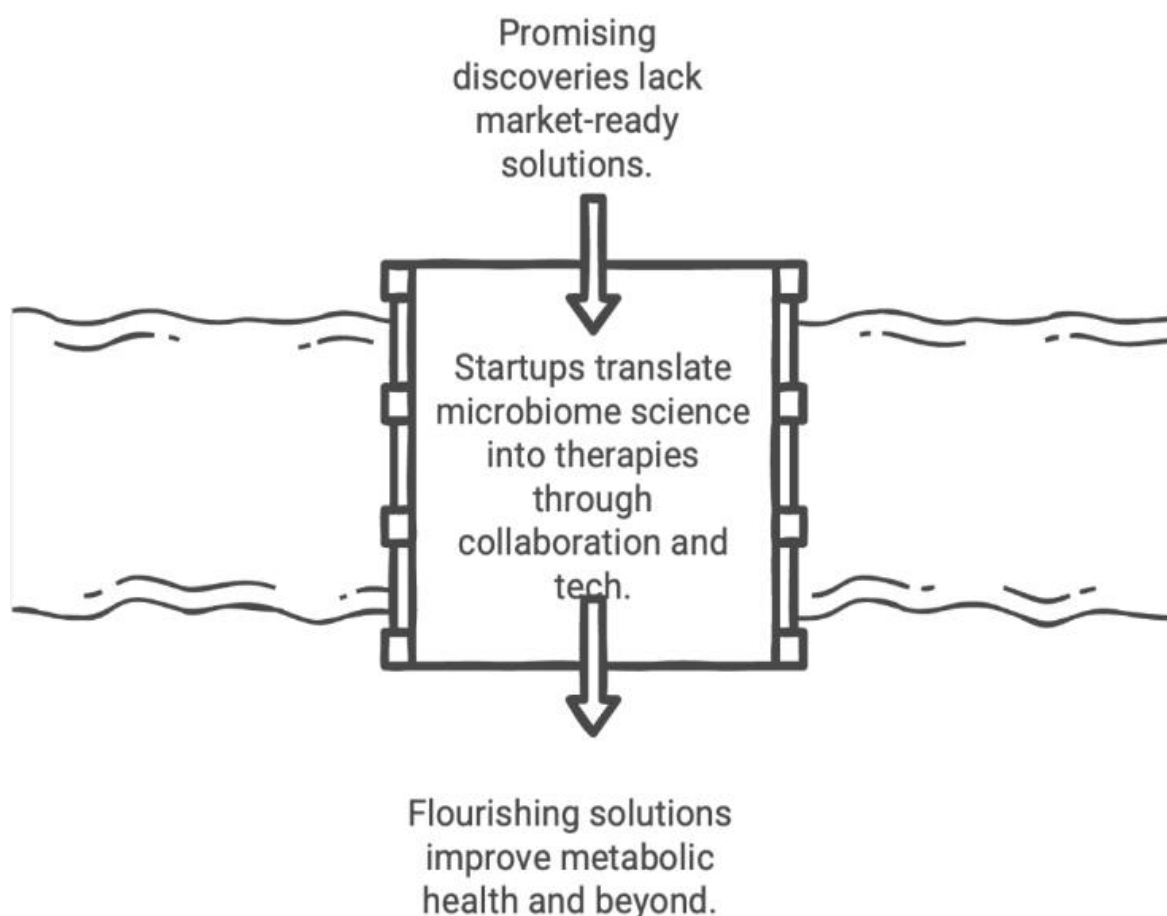 Promising
discoveries lack
market-ready
solutions.
Startups translate
microbiome science
into therapies
through
collaboration and
tech.
Flourishing solutions
improve metabolic
health and beyond.